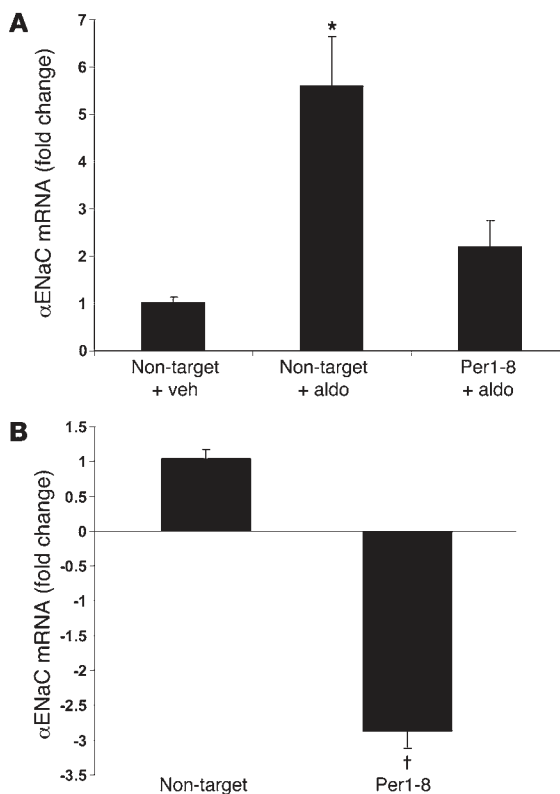 A
αENaC mRNA (fold change)
7
6
5
4
3
2
1
0
*
Non-target
+ veh
Non-target
+ aldo
Per1-8
+ aldo
B
αENaC mRNA (fold change)
1.5
1
0.5
0
-0.5
-1
-1.5
-2
-2.5
-3
-3.5
†
Non-target
Per1-8